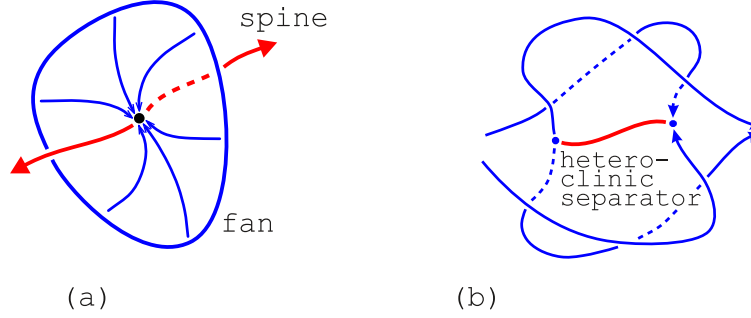 spine
fan
hetero-
clinic
separator
(a)
(b)